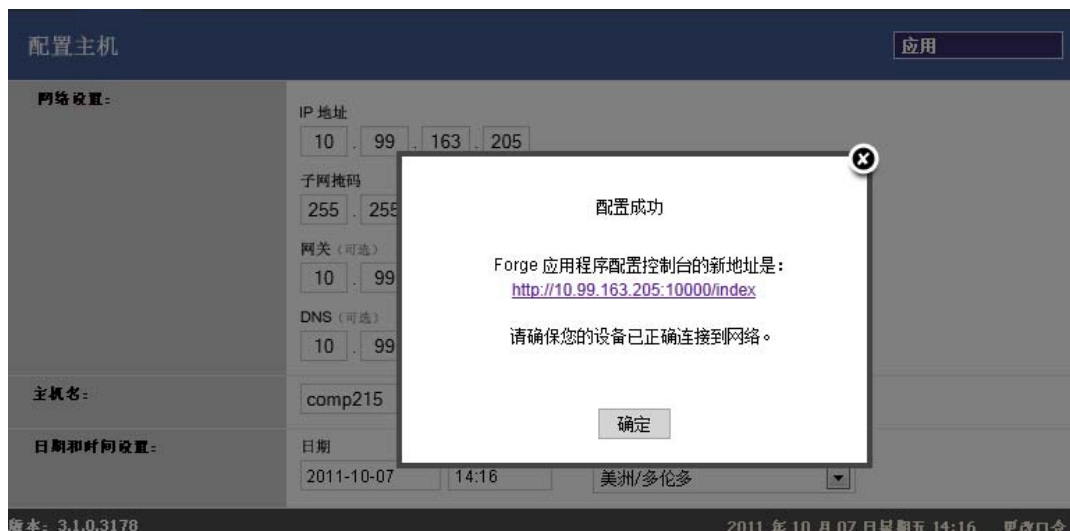 配置主机
应用
网络设置:
IP 地址
10 . 99 . 163 . 205
子网掩码
255 . 255
网关（可选）
10 . 99
DNS（可选）
10 . 99
配置成功
Forge 应用程序配置控制台的新地址是:
http://10.99.163.205:10000/index
请确保您的设备已正确连接到网络。
确定
主机名:
comp215
日期和时间设置:
日期
2011-10-07 14:16 美洲/多伦多
版本: 3.1.0.3178
2011 年 10 月 07 日星期五 14:16 更改口令